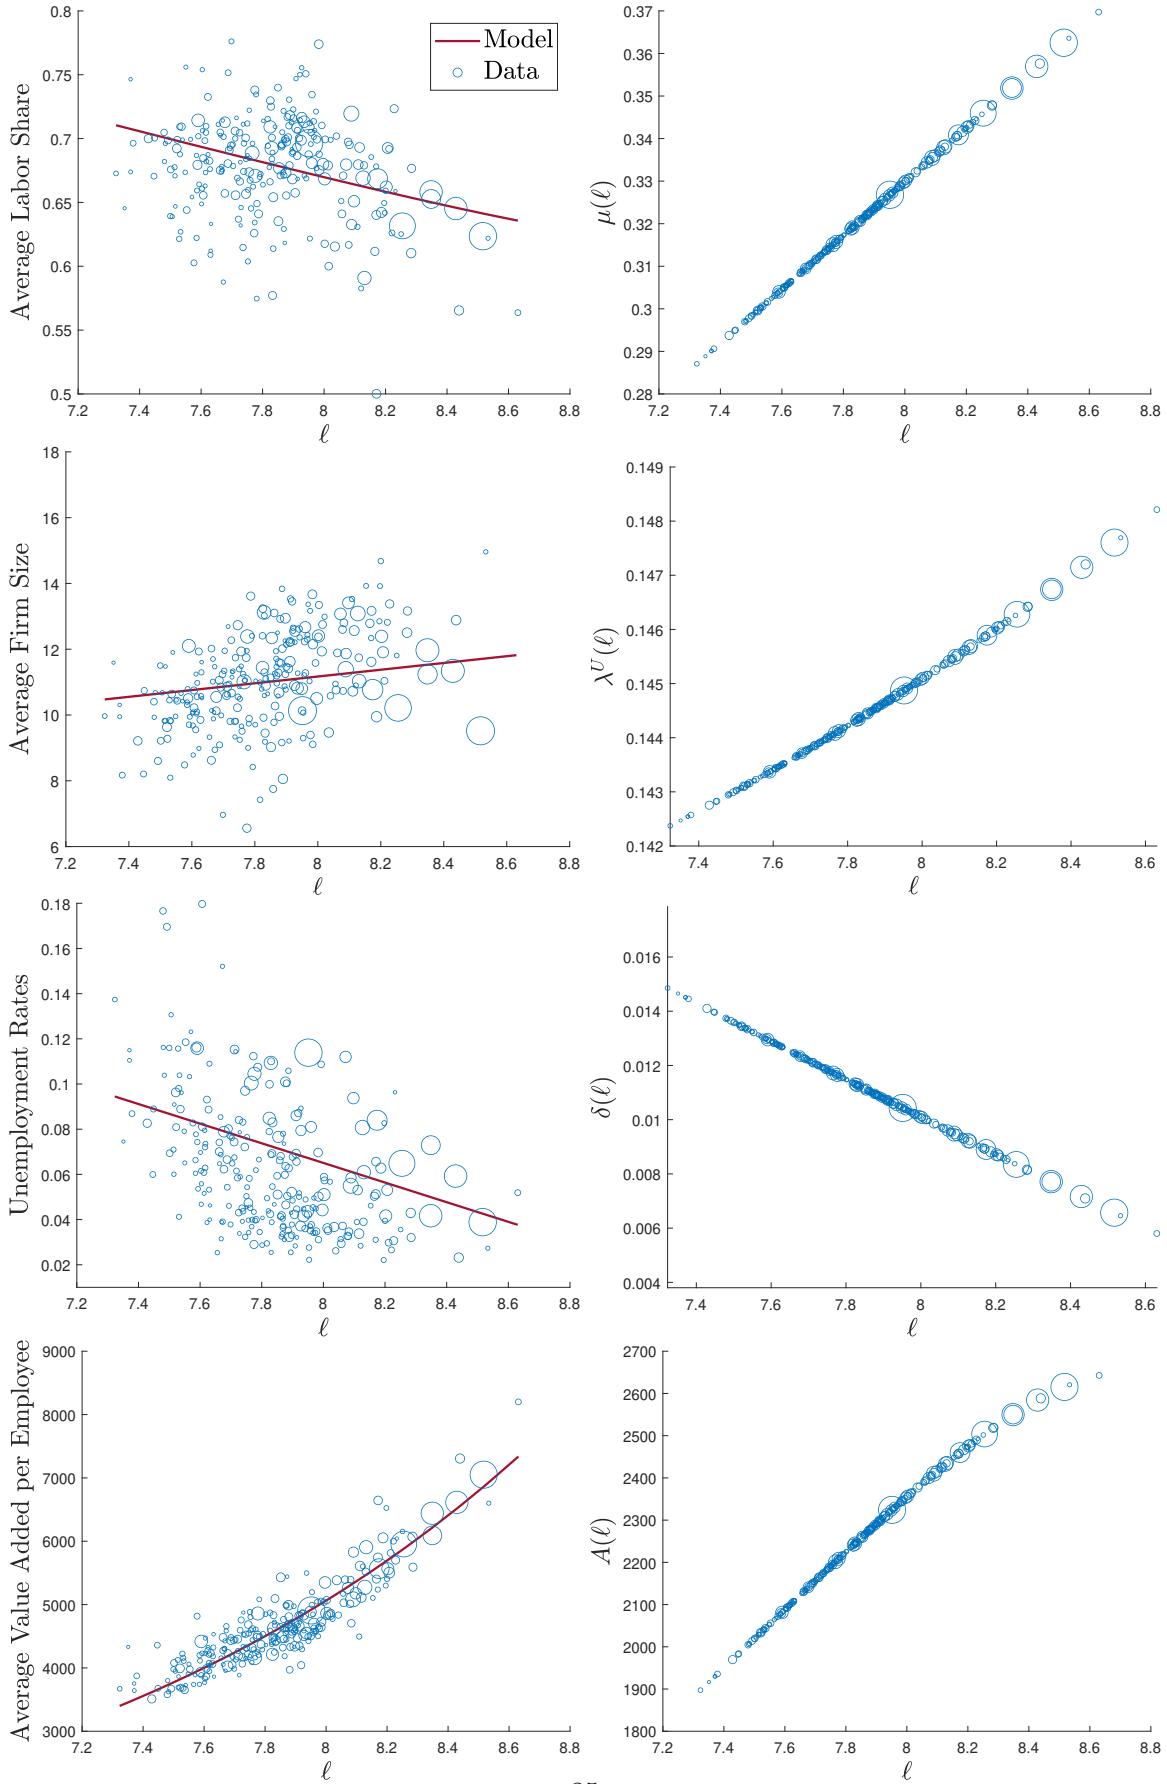 0.8
0.75
0.7
0.65
0.6
0.55
0.5
7.2 7.4 7.6 7.8 8 8.2 8.4 8.6 8.8
ℓ
Average Labor Share
Model
Data
0.37
0.36
0.35
0.34
0.33
0.32
0.31
0.3
0.29
0.28
7.2 7.4 7.6 7.8 8 8.2 8.4 8.6 8.8
ℓ
μ(ℓ)
18
16
14
12
10
8
6
7.2 7.4 7.6 7.8 8 8.2 8.4 8.6 8.8
ℓ
Average Firm Size
0.149
0.148
0.147
0.146
0.145
0.144
0.143
0.142
7.4 7.6 7.8 8 8.2 8.4 8.6
ℓ
λ^U(ℓ)
0.18
0.16
0.14
0.12
0.1
0.08
0.06
0.04
0.02
7.2 7.4 7.6 7.8 8 8.2 8.4 8.6 8.8
ℓ
Unemployment Rates
0.016
0.014
0.012
0.01
0.008
0.006
0.004
7.4 7.6 7.8 8 8.2 8.4 8.6
ℓ
δ(ℓ)
9000
8000
7000
6000
5000
4000
3000
7.2 7.4 7.6 7.8 8 8.2 8.4 8.6 8.8
ℓ
Average Value Added per Employee
2700
2600
2500
2400
2300
2200
2100
2000
1900
1800
7.2 7.4 7.6 7.8 8 8.2 8.4 8.6 8.8
ℓ
A(ℓ)